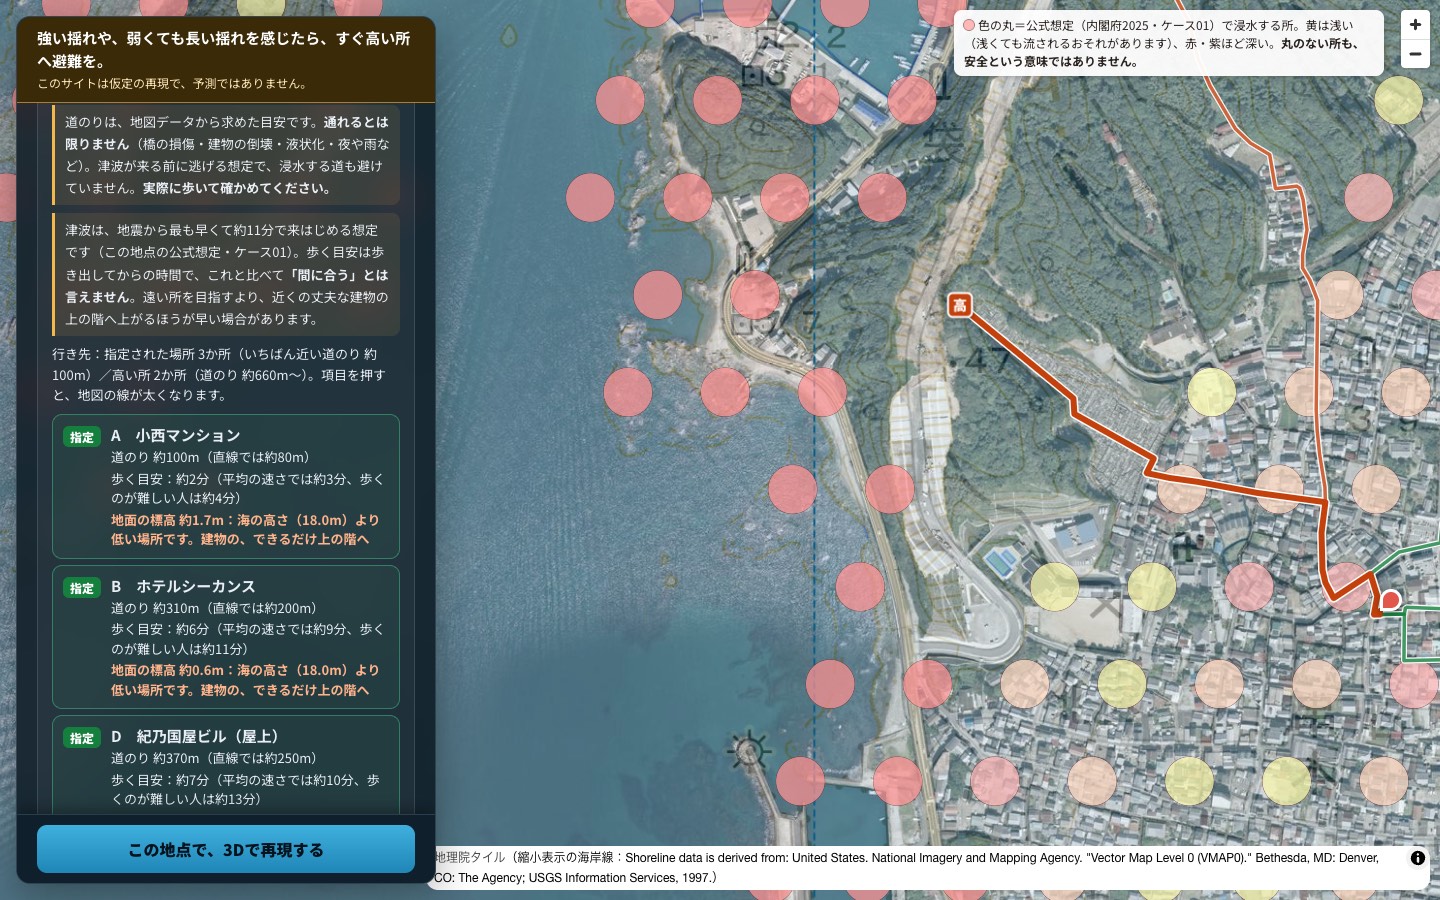 強い揺れや、弱くても長い揺れを感じたら、すぐ高い所
へ避難を。
このサイトは仮定の再現で、予測ではありません。
道のりは、地図データから求めた目安です。通れるとは
限りません（橋の損傷・建物の倒壊・液状化・夜や雨な
ど）。津波が来る前に逃げる想定で、浸水する道も避け
ていません。実際に歩いて確かめてください。
津波は、地震から最も早くて約11分で来はじめる想定
です（この地点の公式想定・ケース01）。歩く目安は歩
き出してからの時間で、これと比べて「間に合う」とは
言えません。遠い所を目指すより、近くの丈夫な建物の
上の階へ上がるほうが早い場合があります。
行き先：指定された場所 3か所（いちばん近い道のり 約
100m）／高い所 2か所（道のり 約660m〜）。項目を押す
と、地図の線が太くなります。
指定 A 小西マンション
道のり 約100m（直線では約80m）
歩く目安：約2分（平均の速さでは約3分、歩く
のが難しい人は約4分）
地面の標高 約1.7m：海の高さ（18.0m）より
低い場所です。建物の、できるだけ上の階へ
指定 B ホテルシーカンス
道のり 約310m（直線では約200m）
歩く目安：約6分（平均の速さでは約9分、歩く
のが難しい人は約11分）
地面の標高 約0.6m：海の高さ（18.0m）より
低い場所です。建物の、できるだけ上の階へ
指定 D 紀乃国屋ビル（屋上）
道のり 約370m（直線では約250m）
歩く目安：約7分（平均の速さでは約10分、歩
くのが難しい人は約13分）
この地点で、3Dで再現する
色の丸＝公式想定（内閣府2025・ケース01）で浸水する所。黄は浅い
（浅くても流されるおそれがあります）、赤・紫ほど深い。丸のない所も、
安全という意味ではありません。
+
−
高
47
地理院タイル（縮小表示の海岸線：Shoreline data is derived from: United States. National Imagery and Mapping Agency. "Vector Map Level 0 (VMAP0)." Bethesda, MD: Denver,
CO: The Agency; USGS Information Services, 1997.）